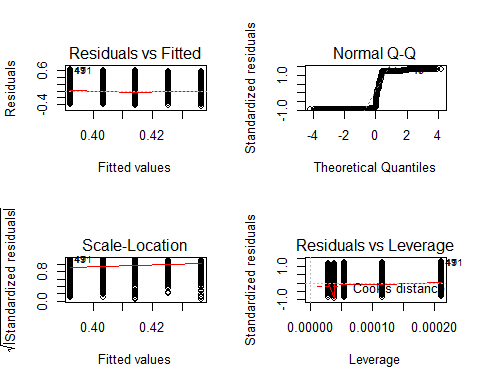 Residuals vs Fitted
Residuals
0.6
-0.4
0.40 0.42
Fitted values
Normal Q-Q
Standardized residuals
1.0
-1.0
-4 -2 0 2 4
Theoretical Quantiles
Scale-Location
√|Standardized residuals|
0.8
0.0
0.40 0.42
Fitted values
Residuals vs Leverage
Standardized residuals
1.0
-1.0
Cook's distance
0.00000 0.00010 0.00020
Leverage